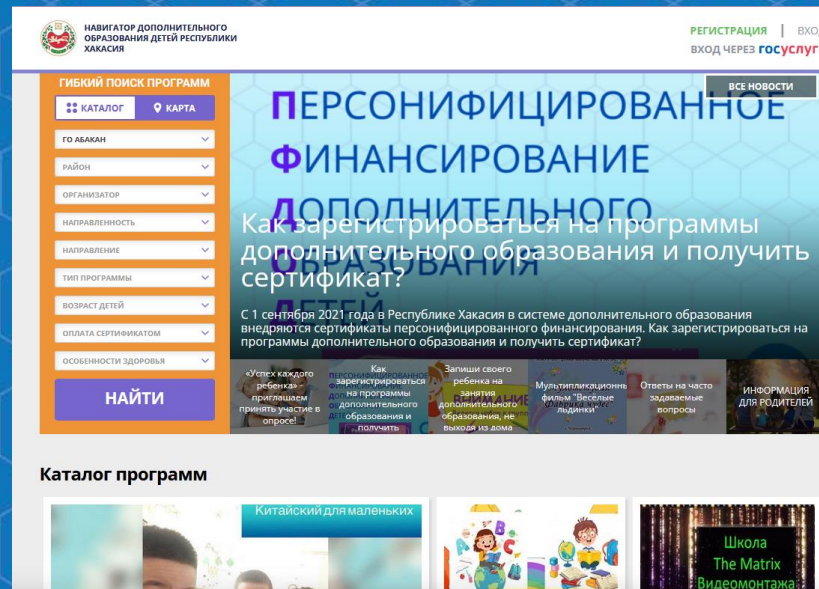 НАВИГАТОР ДОПОЛНИТЕЛЬНОГО
ОБРАЗОВАНИЯ ДЕТЕЙ РЕСПУБЛИКИ
ХАКАСИЯ
РЕГИСТРАЦИЯ | ВХОД
ВХОД ЧЕРЕЗ госуслуг
ГИБКИЙ ПОИСК ПРОГРАММ
КАТАЛОГ
КАРТА
ГО АБАКАН
РАЙОН
ОРГАНИЗАТОР
НАПРАВЛЕННОСТЬ
НАПРАВЛЕНИЕ
ТИП ПРОГРАММЫ
ВОЗРАСТ ДЕТЕЙ
ОПЛАТА СЕРТИФИКАТОМ
ОСОБЕННОСТИ ЗДОРОВЬЯ
НАЙТИ
ВСЕ НОВОСТИ
ПЕРСОНИФИЦИРОВАННОЕ
ФИНАНСИРОВАНИЕ
ДОПОЛНИТЕЛЬНОГО
ОБРАЗОВАНИЯ
ДЕТЕЙ
Как зарегистрироваться на программы
дополнительного образования и получить
сертификат?
С 1 сентября 2021 года в Республике Хакасия в системе дополнительного образования
внедряются сертификаты персонифицированного финансирования. Как зарегистрироваться на
программы дополнительного образования и получить сертификат?
«Успех каждого
ребенка» -
приглашаем
принять участие в
опросе!
Как
зарегистрироваться
на программы
дополнительного
образования и
получить
Запиши своего
ребенка на
занятия
дополнительного
образования, не
выходя из дома
Мультипликационн
фильм "Весёлые
льдинки"
Ответы на часто
задаваемые
вопросы
ИНФОРМАЦИЯ
ДЛЯ РОДИТЕЛЕЙ
Каталог программ
Китайский для маленьких
A B C
Школа
The Matrix
Видеомонтажа